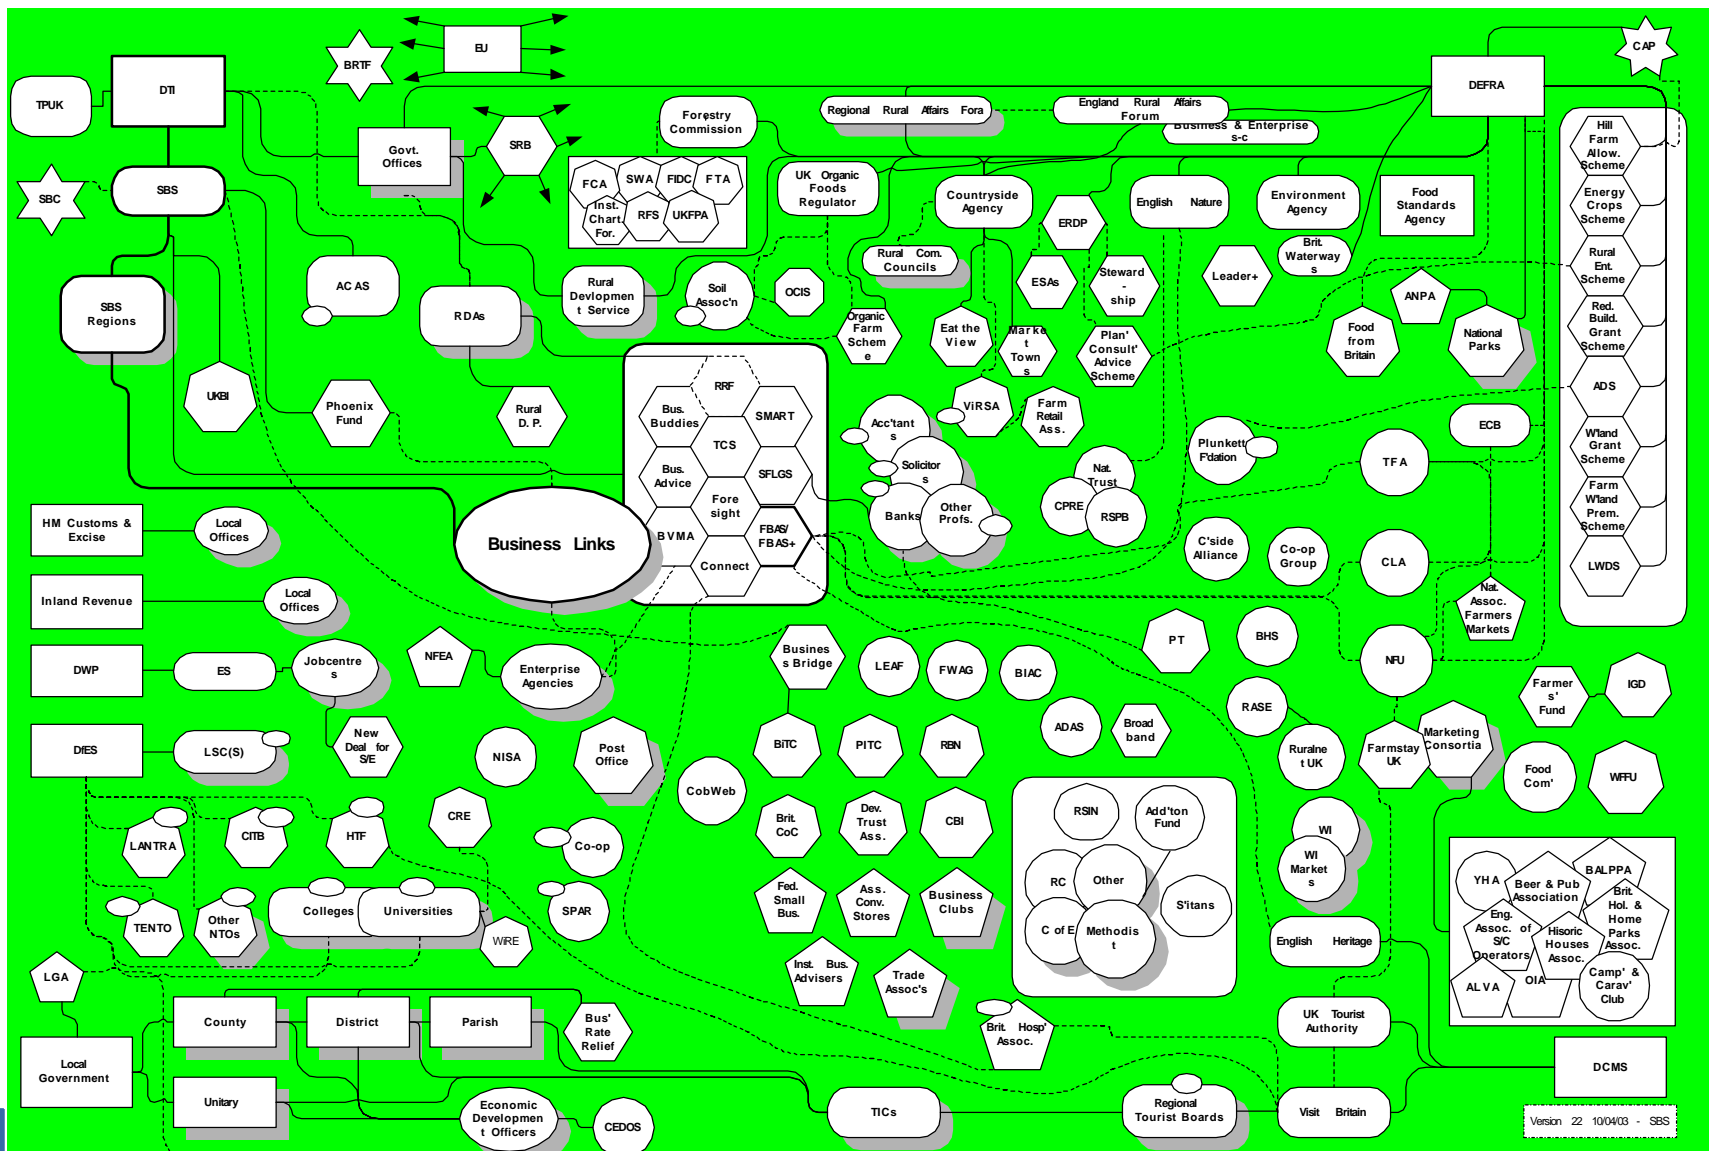 EU
BRTF
CAP
DTI
TPUK
DEFRA
Regional Rural Affairs Fora
England Rural Affairs
Forum
Business & Enterprise
s-c
Forestry
Commission
Govt.
Offices
SRB
Hill
Farm
Allow.
Scheme
SBC
SBS
FCA
SWA
FIDC
FTA
Inst.
Chart.
For.
RFS
UKFPA
UK Organic
Foods
Regulator
Countryside
Agency
ERDP
English Nature
Environment
Agency
Food
Standards
Agency
Energy
Crops
Scheme
Rural Com.
Councils
Brit.
Waterway
s
Rural
Ent.
Scheme
SBS
Regions
ACAS
RDAs
Rural
Devlopmen
t Service
Soil
Assoc'n
OCIS
Organic
Farm
Schem
e
Eat the
View
Marke
t
Town
s
ESAs
Steward
-
ship
Plan'
Consult'
Advice
Scheme
Leader+
Food
from
Britain
ANPA
National
Parks
Red.
Build.
Grant
Scheme
UKBI
Phoenix
Fund
Rural
D. P.
RRF
Bus.
Buddies
SMART
TCS
Bus.
Advice
SFLGS
Fore
sight
BVMA
FBAS/
FBAS+
Connect
Acc'tant
s
Solicitor
s
Banks
Other
Profs.
ViRSA
Farm
Retail
Ass.
Nat.
Trust
CPRE
RSPB
Plunkett
F'dation
TFA
ECB
ADS
W'land
Grant
Scheme
Farm
W'land
Prem.
Scheme
LWDS
HM Customs &
Excise
Local
Offices
Business Links
C'side
Alliance
Co-op
Group
CLA
Nat.
Assoc.
Farmers
Markets
Inland Revenue
Local
Offices
DWP
ES
Jobcentre
s
NFEA
Enterprise
Agencies
Busines
s Bridge
LEAF
FWAG
BIAC
PT
BHS
NFU
Farmer
s'
Fund
IGD
DfES
LSC(S)
New
Deal for
S/E
NISA
Post
Office
CobWeb
BiTC
PITC
RBN
ADAS
Broad
band
RASE
Ruralne
t UK
Farmstay
UK
Marketing
Consortia
Food
Com'
WFFU
LANTRA
CITB
HTF
CRE
Co-op
Brit.
CoC
Dev.
Trust
Ass.
CBI
RSIN
Add'ton
Fund
WI
WI
Market
s
TENTO
Other
NTOs
Colleges
Universities
WiRE
SPAR
Fed.
Small
Bus.
Ass.
Conv.
Stores
Business
Clubs
RC
Other
C of E
Methodis
t
S'itans
YHA
Beer & Pub
Association
BALPPA
Brit.
Hol. &
Home
Parks
Assoc.
Eng.
Assoc. of
S/C
Operators
Hisoric
Houses
Assoc.
ALVA
OIA
Camp' &
Carav'
Club
LGA
Inst. Bus.
Advisers
Trade
Assoc's
Brit. Hosp'
Assoc.
English Heritage
County
District
Parish
Bus'
Rate
Relief
UK Tourist
Authority
Local
Government
Unitary
Economic
Developmen
t Officers
CEDOS
TICs
Regional
Tourist Boards
Visit Britain
DCMS
Version 22 10/04/03 - SBS